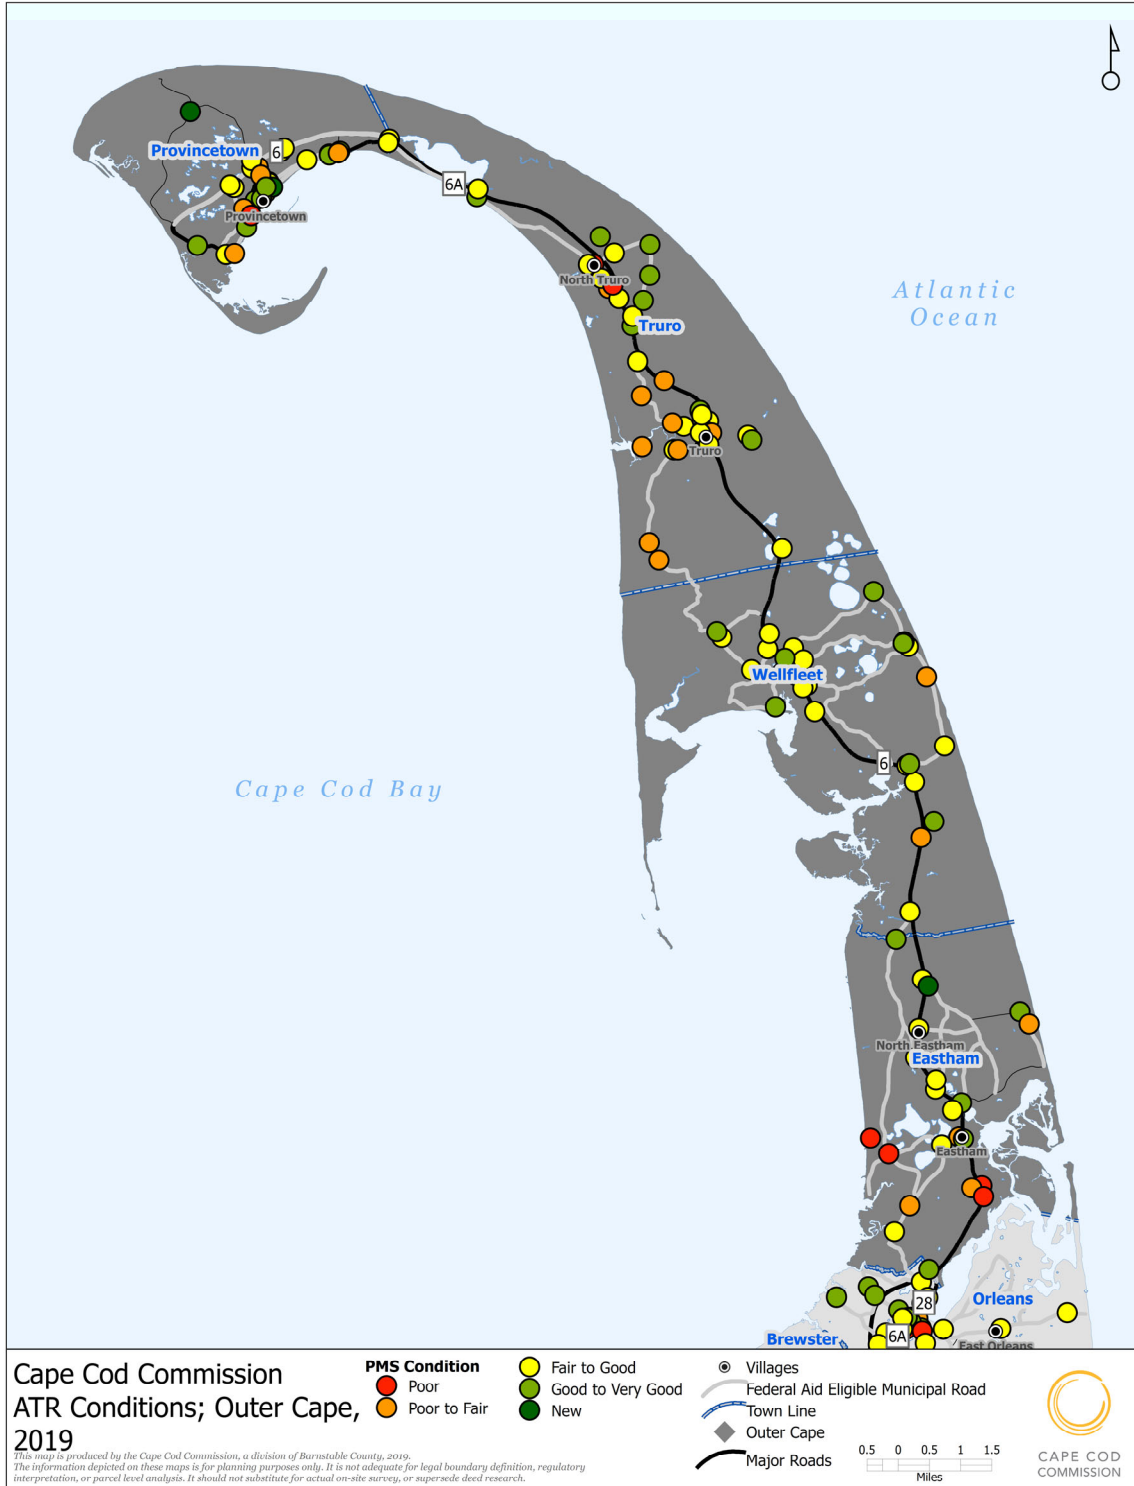 Provincetown
6
Provincetown
6A
North Truro
Truro
Atlantic
Ocean
Truro
Wellfleet
6
Cape Cod Bay
North Eastham
Eastham
Eastham
28
Orleans
6A
Brewster
East Orleans
Cape Cod Commission
ATR Conditions; Outer Cape,
2019
This map is produced by the Cape Cod Commission, a division of Barnstable County, 2019.
The information depicted on these maps is for planning purposes only. It is not adequate for legal boundary definition, regulatory
interpretation, or parcel level analysis. It should not substitute for actual on-site survey, or supersede deed research.
PMS Condition
Poor
Poor to Fair
Fair to Good
Good to Very Good
New
Villages
Federal Aid Eligible Municipal Road
Town Line
Outer Cape
Major Roads
0.5 0 0.5 1 1.5
Miles
CAPE COD
COMMISSION